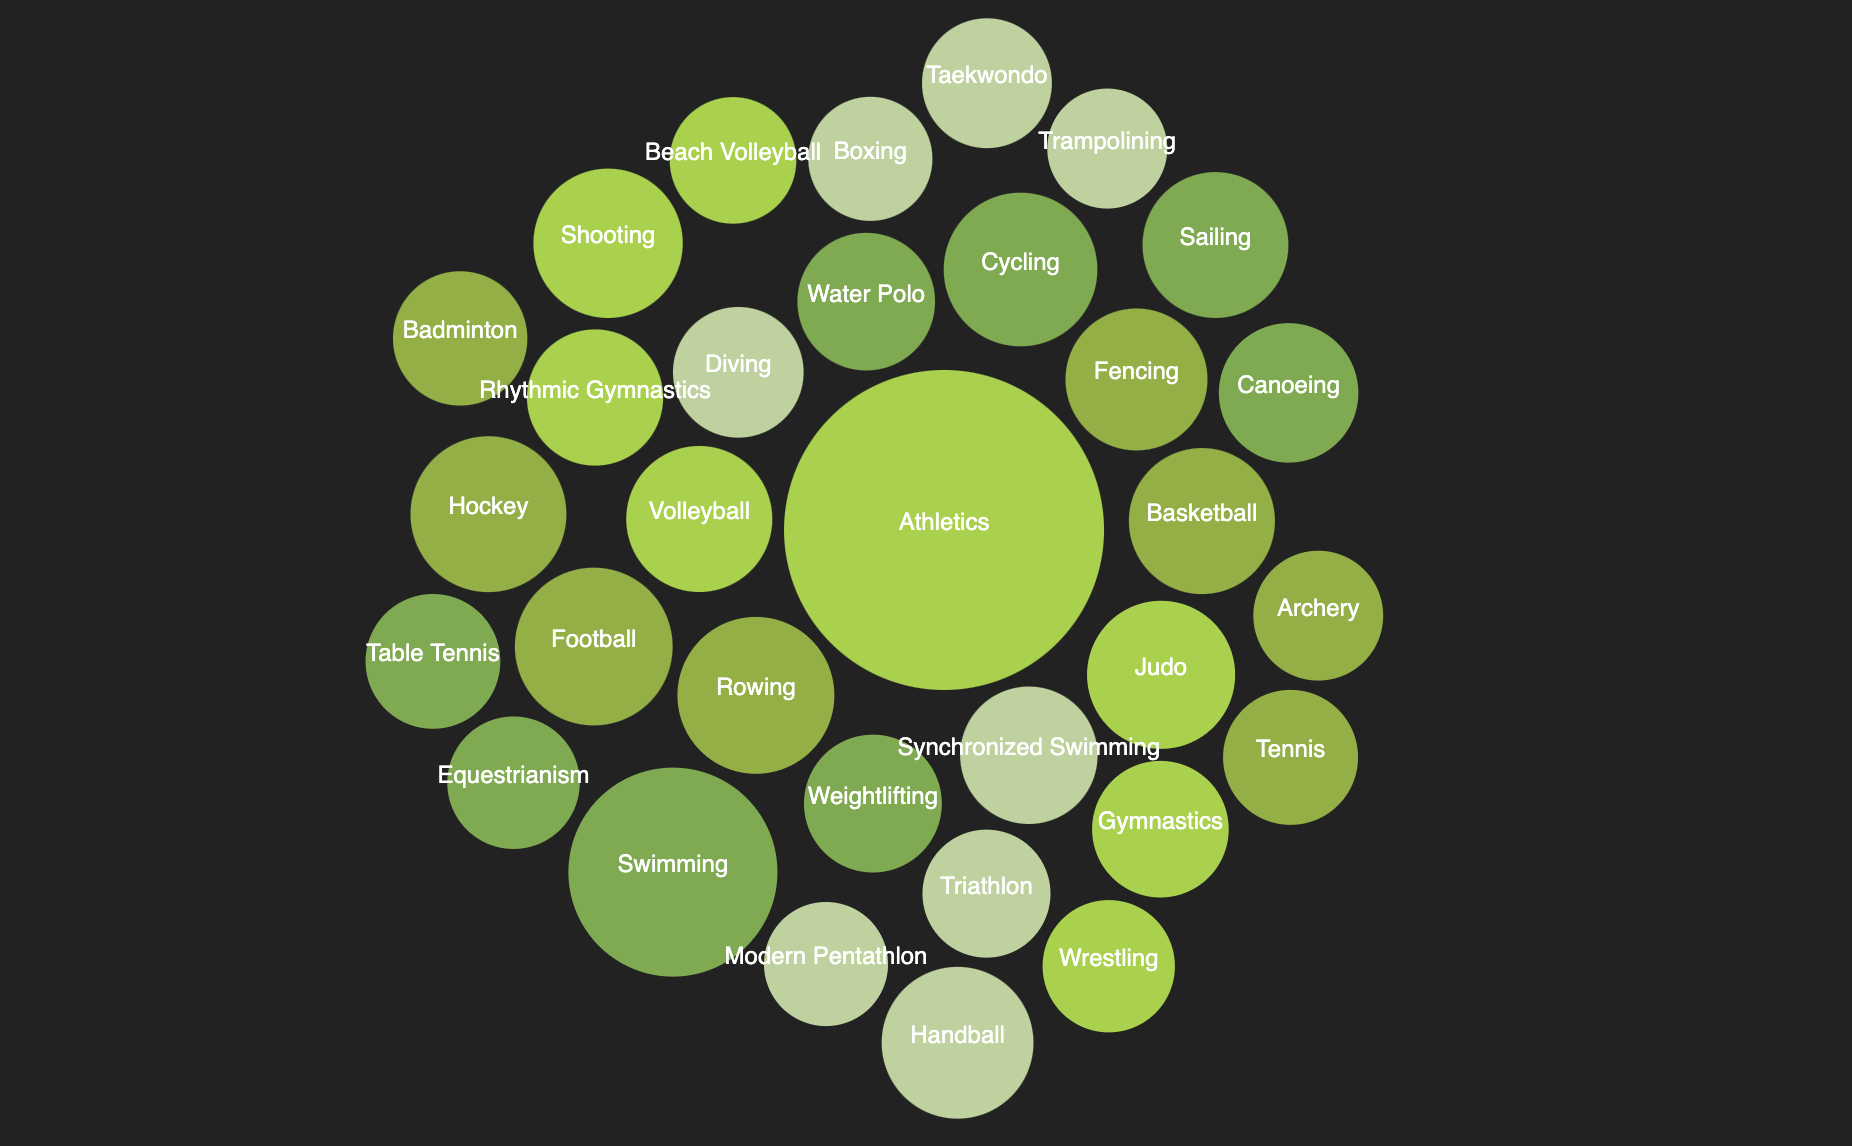 Taekwondo
Trampolining
Beach Volleyball
Boxing
Shooting
Sailing
Cycling
Water Polo
Badminton
Diving
Fencing
Canoeing
Rhythmic Gymnastics
Hockey
Volleyball
Athletics
Basketball
Archery
Table Tennis
Football
Rowing
Judo
Synchronized Swimming
Tennis
Equestrianism
Weightlifting
Gymnastics
Swimming
Triathlon
Modern Pentathlon
Wrestling
Handball